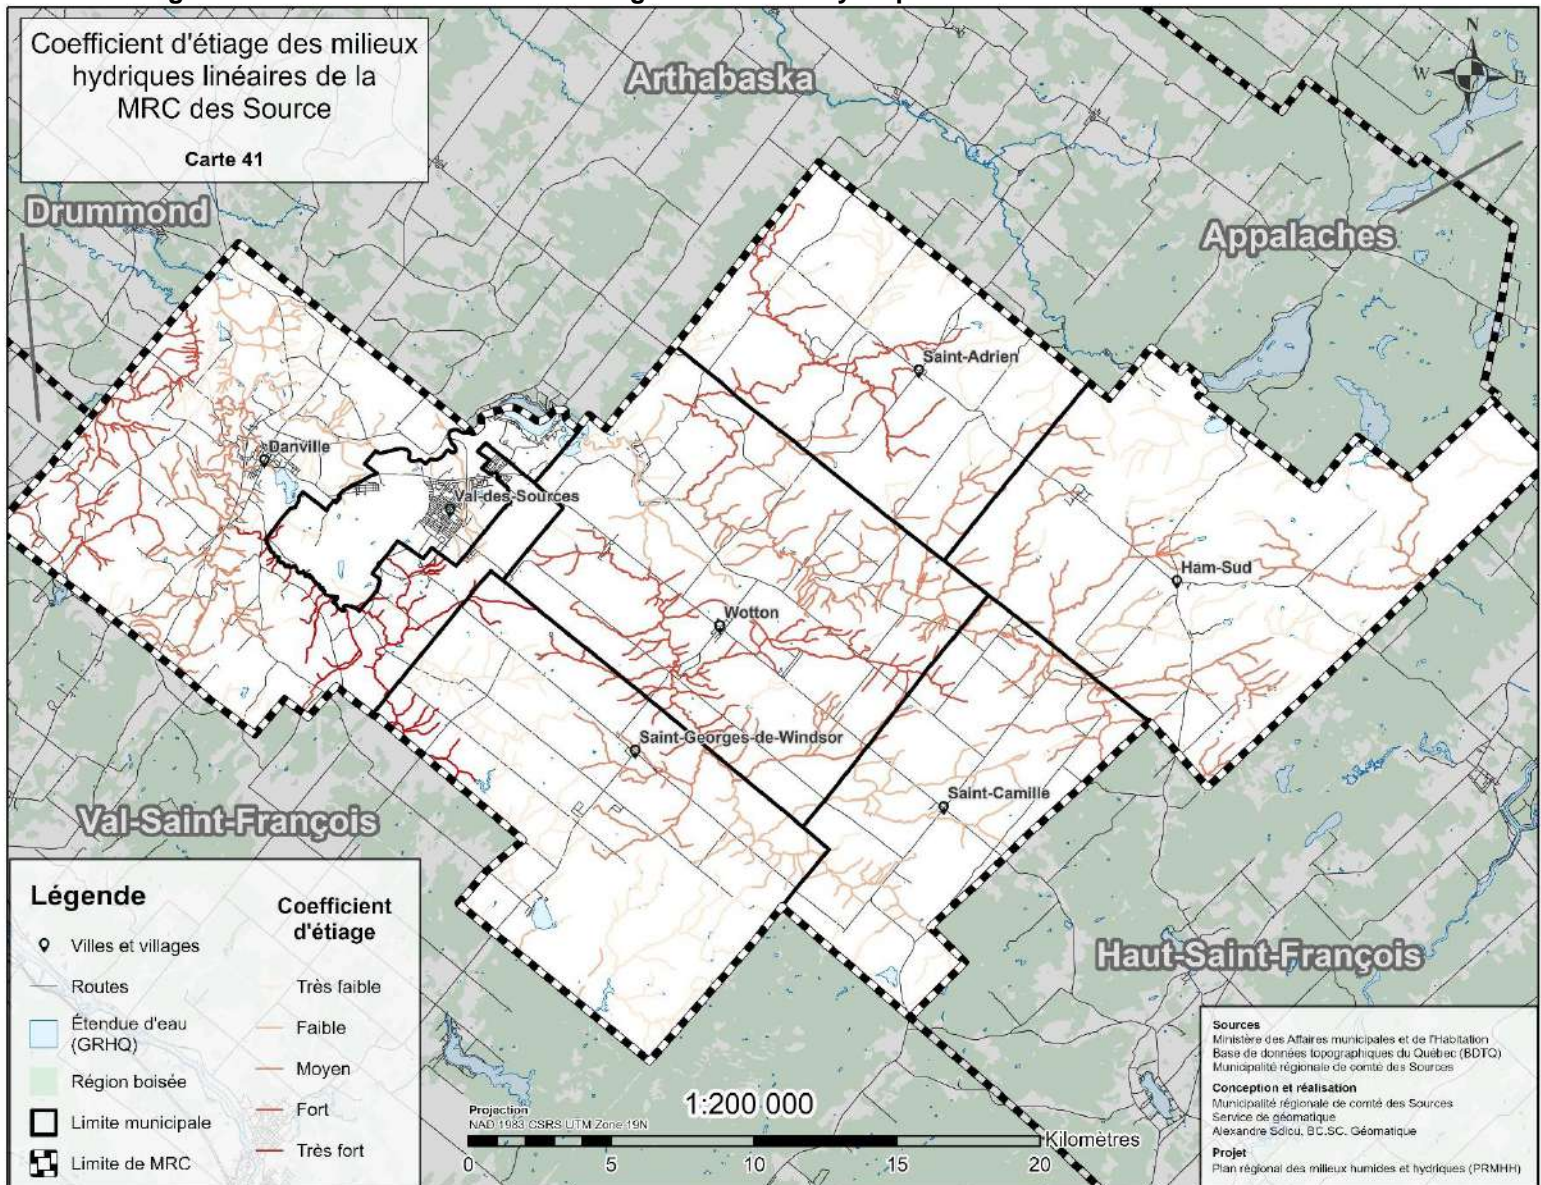 Coefficient d'étiage des milieux
hydriques linéaires de la
MRC des Source
Carte 41
Arthabaska
N
W
E
S
Drummond
Appalaches
Saint-Adrien
Danville
Val-des-Sources
Ham-Sud
Wotton
Saint-Georges-de-Windsor
Saint-Camille
Val-Saint-François
Haut-Saint-François
Légende
Villes et villages
Routes
Étendue d'eau
(GRHQ)
Région boisée
Limite municipale
Limite de MRC
Coefficient
d'étiage
Très faible
Faible
Moyen
Fort
Très fort
Projection
NAD 1983 CSRS UTM Zone 19N
1:200 000
Kilomètres
0 5 10 15 20
Sources
Ministère des Affaires municipales et de l'Habitation
Base de données topographiques du Québec (BDTQ)
Municipalité régionale de comté des Sources
Conception et réalisation
Municipalité régionale de comté des Sources
Service de géomatique
Alexandre BC.SC. Géomatique
Projet
Plan régional des milieux humides et hydriques (PRMHH)